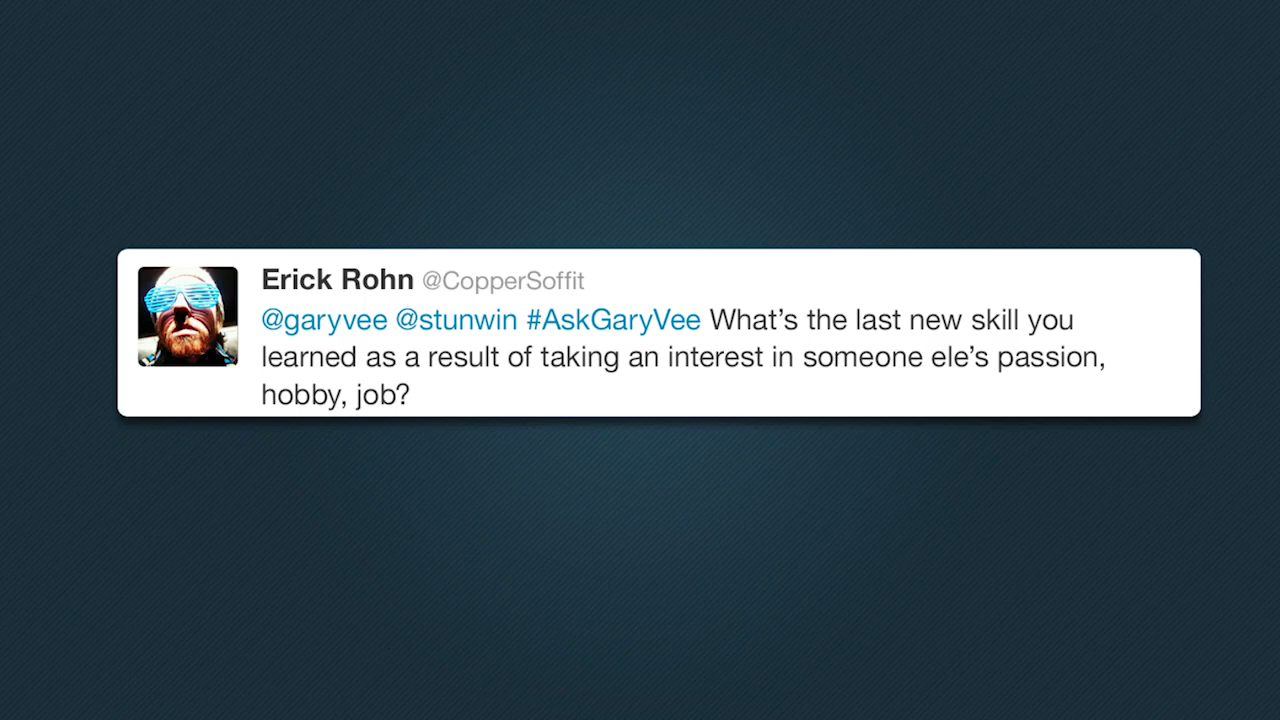 Erick Rohn @CopperSoffit
@garyvee @stunwin #AskGaryVee What’s the last new skill you
learned as a result of taking an interest in someone ele’s passion,
hobby, job?